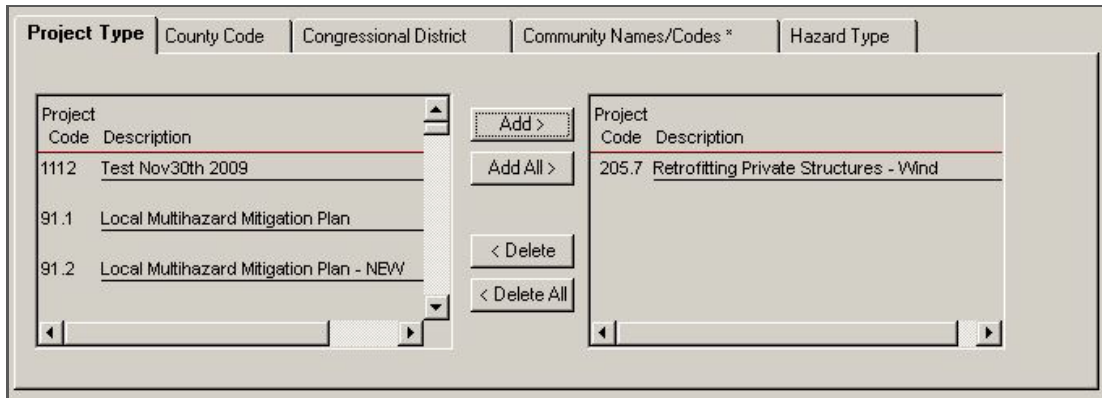 Project Type County Code Congressional District Community Names/Codes * Hazard Type
Project
Code Description
1112 Test Nov30th 2009
91.1 Local Multihazard Mitigation Plan
91.2 Local Multihazard Mitigation Plan - NEW
Add >
Add All >
< Delete
< Delete All
Project
Code Description
205.7 Retrofitting Private Structures - Wind